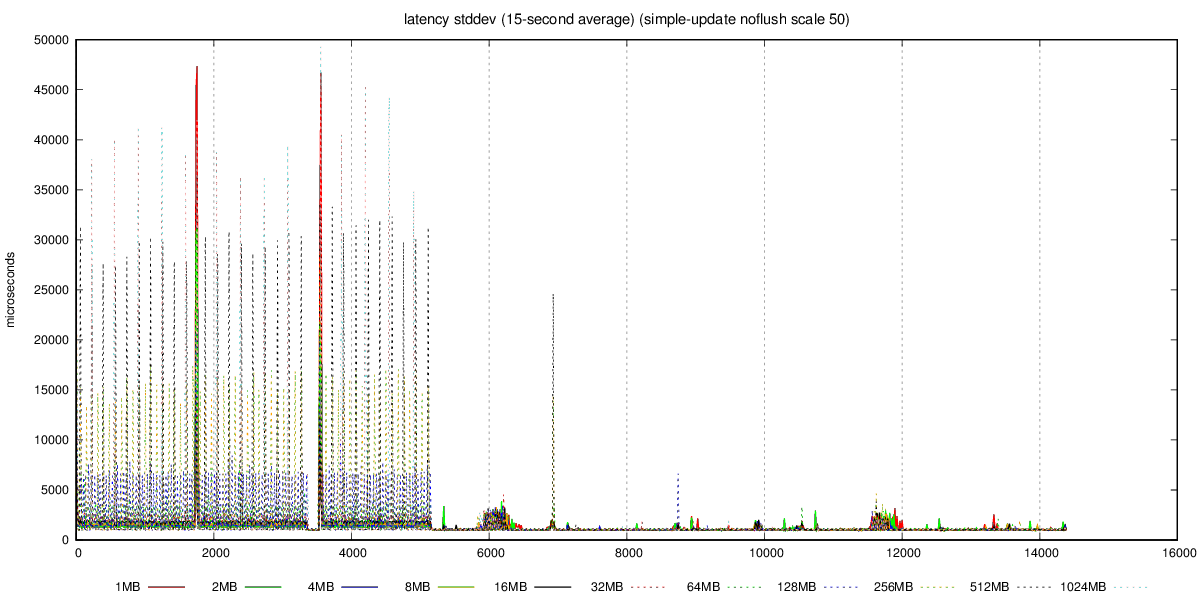 latency stddev (15-second average) (simple-update noflush scale 50)
50000
45000
40000
35000
30000
25000
20000
15000
10000
5000
0
microseconds
0 2000 4000 6000 8000 10000 12000 14000 16000
1MB 2MB 4MB 8MB 16MB 32MB 64MB 128MB 256MB 512MB 1024MB